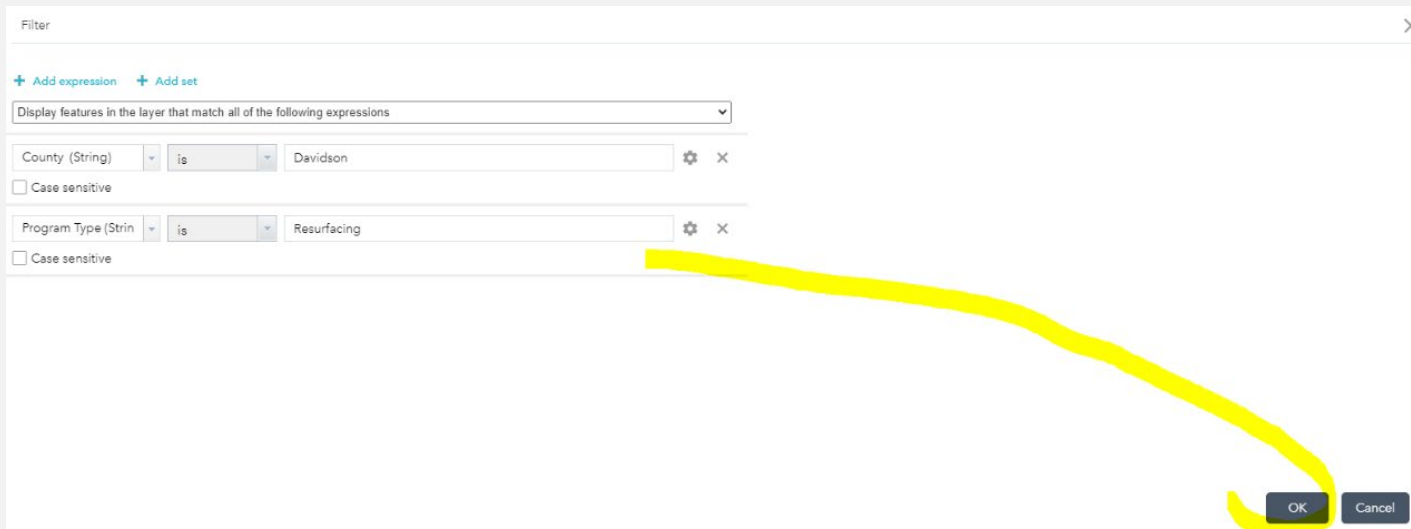 Filter
+ Add expression + Add set
Display features in the layer that match all of the following expressions
County (String) is Davidson
Case sensitive
Program Type (Strin is Resurfacing
Case sensitive
OK Cancel